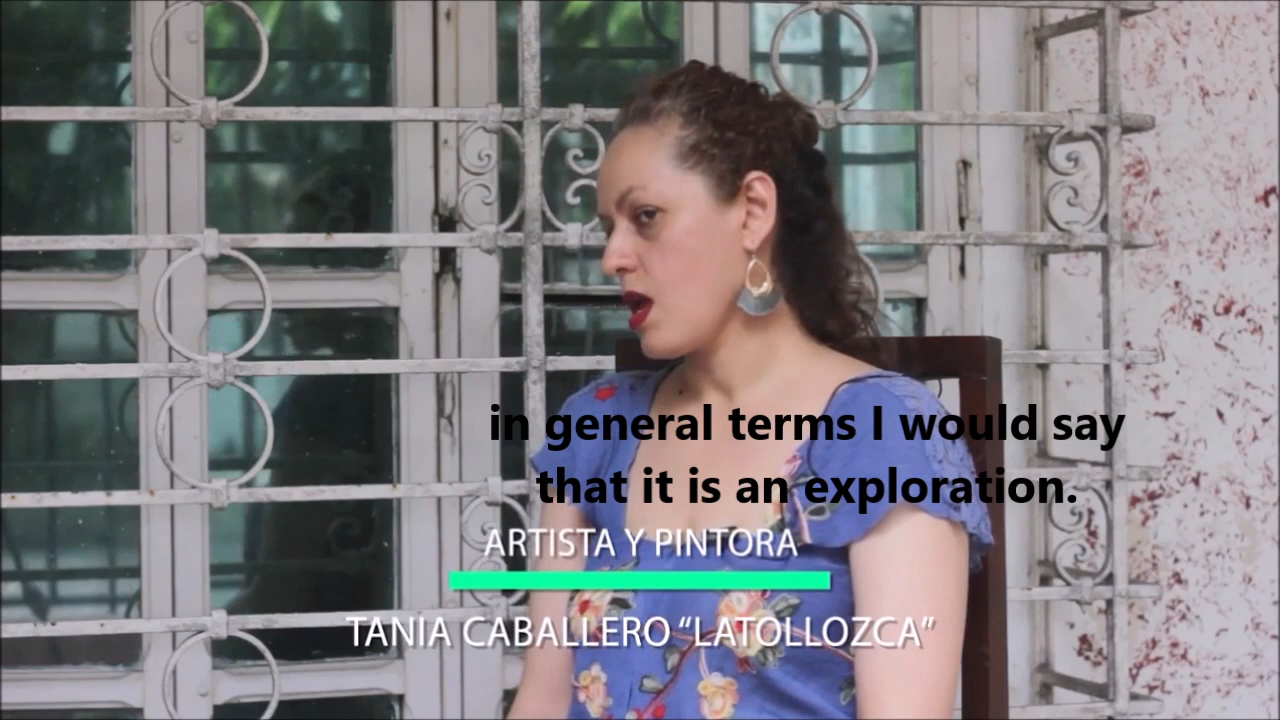 in general terms I would say
that it is an exploration.
ARTISTA Y PINTORA
TANIA CABALLERO “LATOLLOZCA”